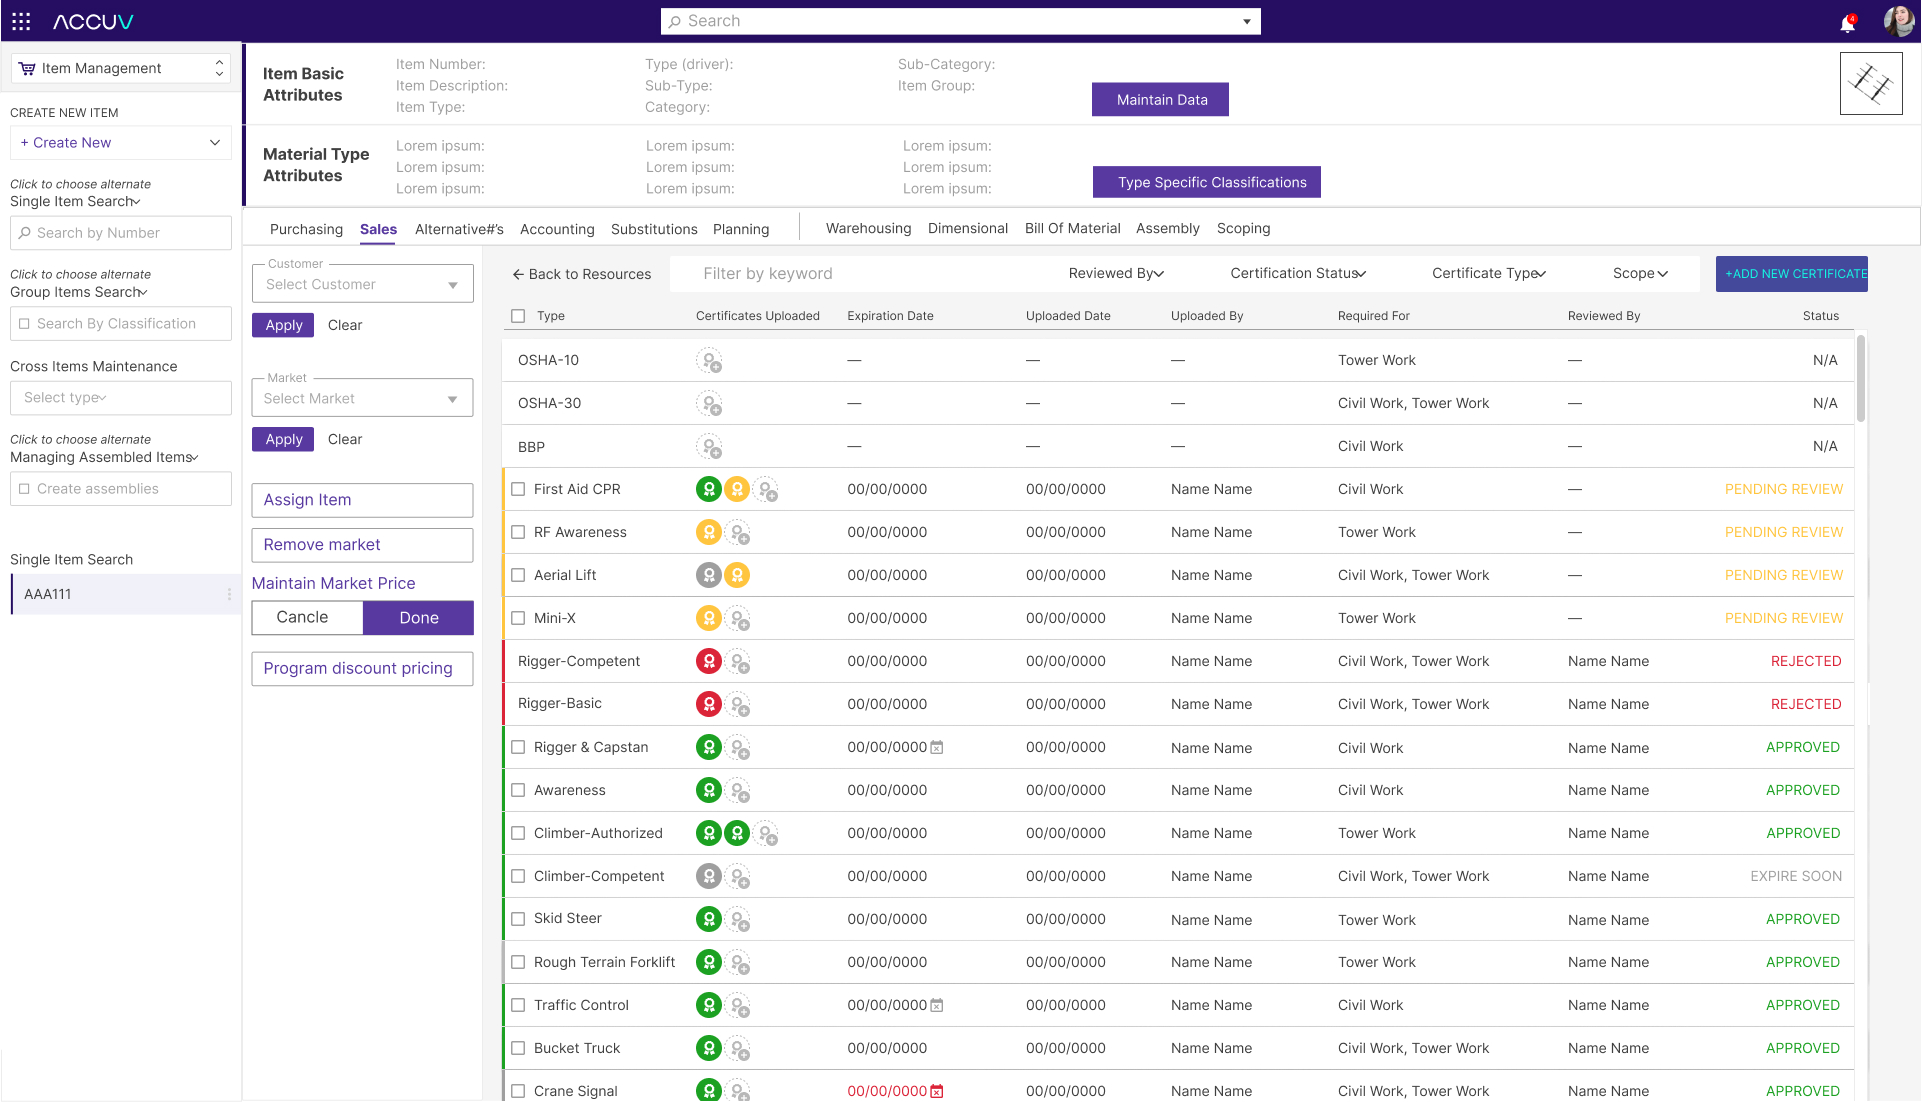 ACCUV
Search
4
Item Management
CREATE NEW ITEM
+ Create New
Click to choose alternate
Single Item Search
Search by Number
Click to choose alternate
Group Items Search
Search By Classification
Cross Items Maintenance
Select type
Click to choose alternate
Managing Assembled Items
Create assemblies
Single Item Search
AAA111
Item Basic
Attributes
Item Number:
Item Description:
Item Type:
Type (driver):
Sub-Type:
Category:
Sub-Category:
Item Group:
Maintain Data
Material Type
Attributes
Lorem ipsum:
Lorem ipsum:
Lorem ipsum:
Lorem ipsum:
Lorem ipsum:
Lorem ipsum:
Lorem ipsum:
Lorem ipsum:
Lorem ipsum:
Type Specific Classifications
Purchasing Sales Alternative#'s Accounting Substitutions Planning Warehousing Dimensional Bill Of Material Assembly Scoping
Customer
Select Customer
Apply Clear
Market
Select Market
Apply Clear
Assign Item
Remove market
Maintain Market Price
Cancle Done
Program discount pricing
Back to Resources Filter by keyword Reviewed By Certification Status Certificate Type Scope +ADD NEW CERTIFICATE
Type Certificates Uploaded Expiration Date Uploaded Date Uploaded By Required For Reviewed By Status
OSHA-10 — — — Tower Work — N/A
OSHA-30 — — — Civil Work, Tower Work — N/A
BBP — — — Civil Work — N/A
First Aid CPR 00/00/0000 00/00/0000 Name Name Civil Work — PENDING REVIEW
RF Awareness 00/00/0000 00/00/0000 Name Name Tower Work — PENDING REVIEW
Aerial Lift 00/00/0000 00/00/0000 Name Name Civil Work, Tower Work — PENDING REVIEW
Mini-X 00/00/0000 00/00/0000 Name Name Tower Work — PENDING REVIEW
Rigger-Competent 00/00/0000 00/00/0000 Name Name Civil Work, Tower Work Name Name REJECTED
Rigger-Basic 00/00/0000 00/00/0000 Name Name Civil Work, Tower Work Name Name REJECTED
Rigger & Capstan 00/00/0000 00/00/0000 Name Name Civil Work Name Name APPROVED
Awareness 00/00/0000 00/00/0000 Name Name Civil Work Name Name APPROVED
Climber-Authorized 00/00/0000 00/00/0000 Name Name Tower Work Name Name APPROVED
Climber-Competent 00/00/0000 00/00/0000 Name Name Civil Work, Tower Work Name Name EXPIRE SOON
Skid Steer 00/00/0000 00/00/0000 Name Name Tower Work Name Name APPROVED
Rough Terrain Forklift 00/00/0000 00/00/0000 Name Name Tower Work Name Name APPROVED
Traffic Control 00/00/0000 00/00/0000 Name Name Civil Work Name Name APPROVED
Bucket Truck 00/00/0000 00/00/0000 Name Name Civil Work, Tower Work Name Name APPROVED
Crane Signal 00/00/0000 00/00/0000 Name Name Civil Work, Tower Work Name Name APPROVED